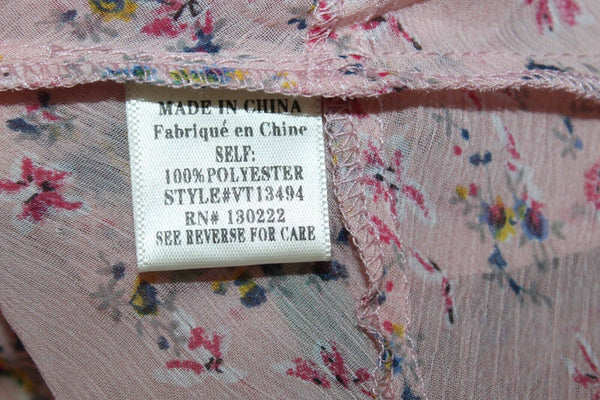 MADE IN CHINA
Fabriqué en Chine
SELF:
100%POLYESTER
STYLE#VT13494
RN# 130222
SEE REVERSE FOR CARE